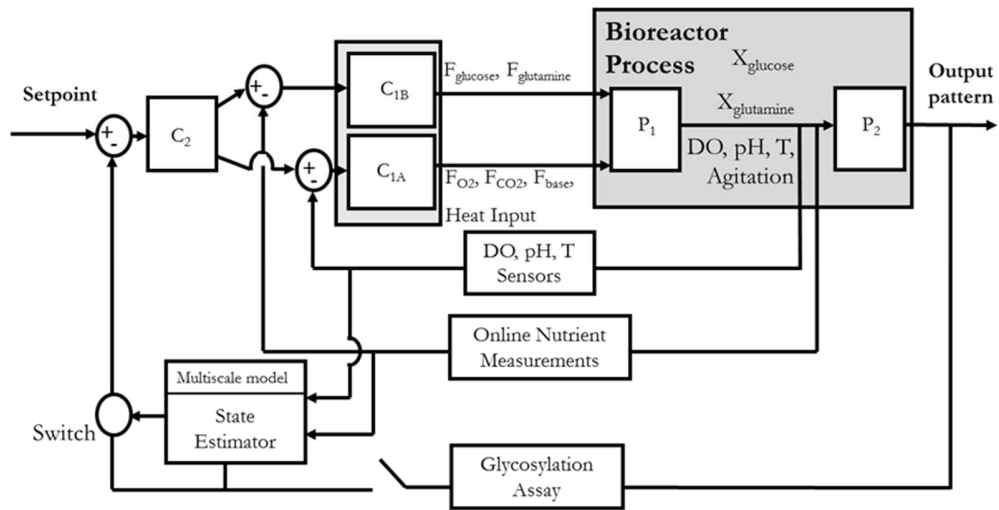 Setpoint
+
-
C2
+
-
+
-
C1B
C1A
Fglucose, Fglutamine
FO2, FCO2, Fbase,
Heat Input
Bioreactor
Process
Xglucose
Xglutamine
P1
DO, pH, T,
Agitation
P2
Output
pattern
DO, pH, T
Sensors
Online Nutrient
Measurements
Multiscale model
State
Estimator
Switch
Glycosylation
Assay